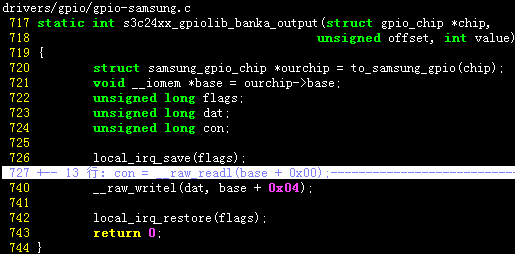 drivers/gpio/gpio-samsung.c
717 static int s3c24xx_gpiolib_banka_output(struct gpio_chip *chip,
718                                         unsigned offset, int value)
719 {
720         struct samsung_gpio_chip *ourchip = to_samsung_gpio(chip);
721         void __iomem *base = ourchip->base;
722         unsigned long flags;
723         unsigned long dat;
724         unsigned long con;
725
726         local_irq_save(flags);
727 +-- 13 行: con = __raw_readl(base + 0x00);--------------------------
740         __raw_writel(dat, base + 0x04);
741
742         local_irq_restore(flags);
743         return 0;
744 }